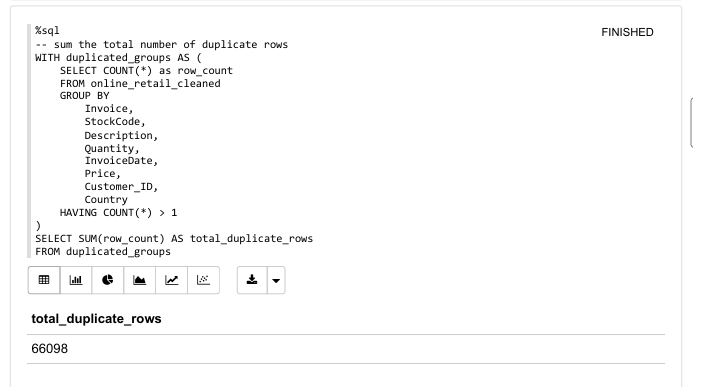 %sql
FINISHED
-- sum the total number of duplicate rows
WITH duplicated_groups AS (
    SELECT COUNT(*) as row_count
    FROM online_retail_cleaned
    GROUP BY
        Invoice,
        StockCode,
        Description,
        Quantity,
        InvoiceDate,
        Price,
        Customer_ID,
        Country
    HAVING COUNT(*) > 1
)
SELECT SUM(row_count) AS total_duplicate_rows
FROM duplicated_groups
total_duplicate_rows
66098